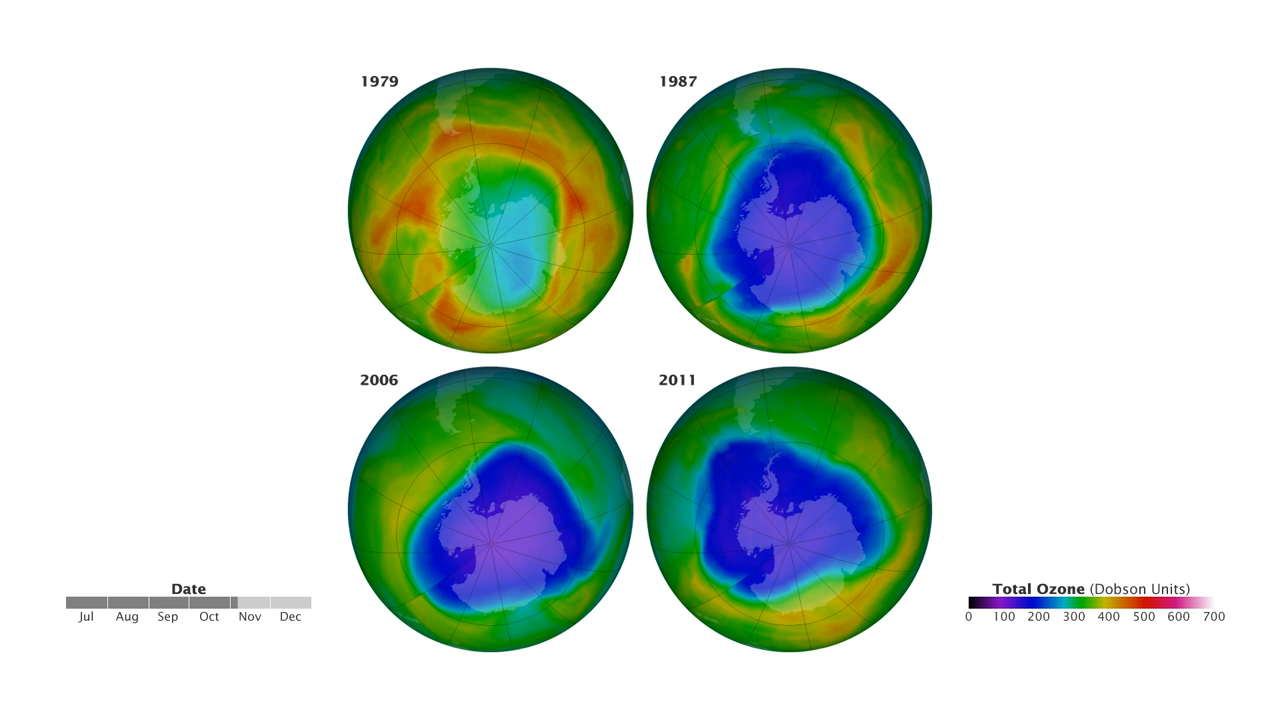 1979
1987
2006
2011
Date
Jul Aug Sep Oct Nov Dec
Total Ozone (Dobson Units)
0 100 200 300 400 500 600 700